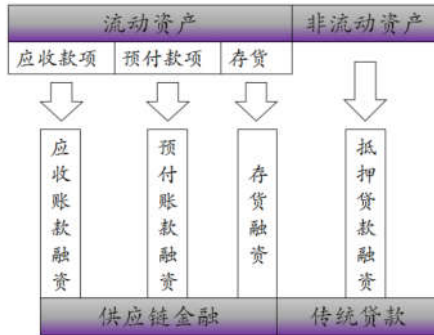 流动资产 非流动资产
应收款项 预付款项 存货
应收账款融资
预付账款融资
存货融资
抵押贷款融资
供应链金融 传统贷款